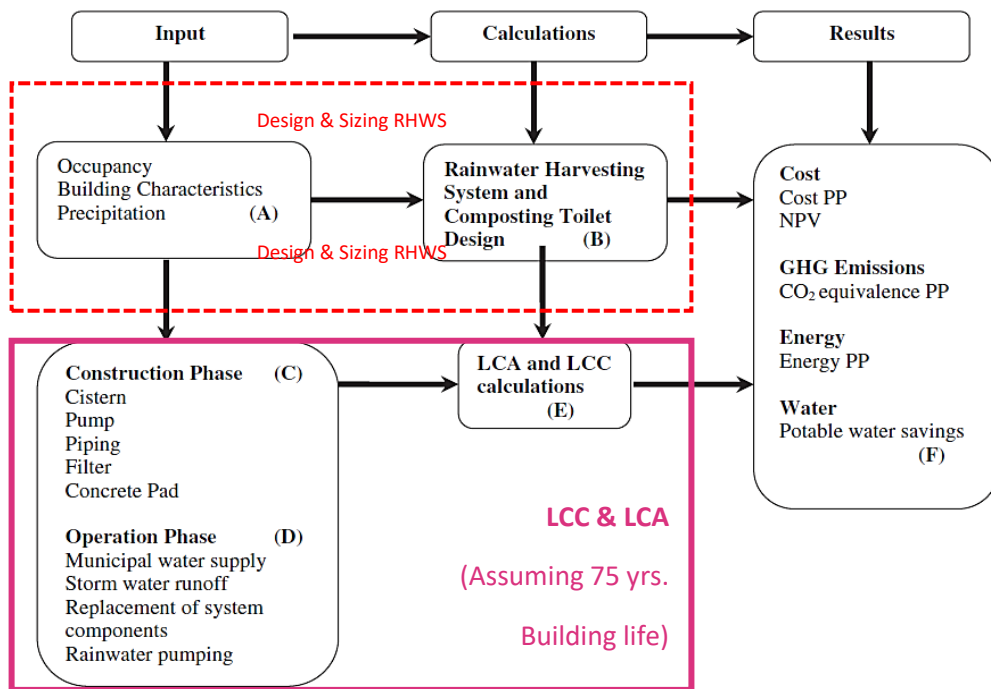 Input
Calculations
Results
Design & Sizing RHWS
Occupancy
Building Characteristics
Precipitation (A)
Rainwater Harvesting
System and
Composting Toilet
Design (B)
Design & Sizing RHWS
Cost
Cost PP
NPV
GHG Emissions
CO₂ equivalence PP
Energy
Energy PP
Water
Potable water savings
(F)
Construction Phase (C)
Cistern
Pump
Piping
Filter
Concrete Pad
Operation Phase (D)
Municipal water supply
Storm water runoff
Replacement of system
components
Rainwater pumping
LCA and LCC
calculations
(E)
LCC & LCA
(Assuming 75 yrs.
Building life)